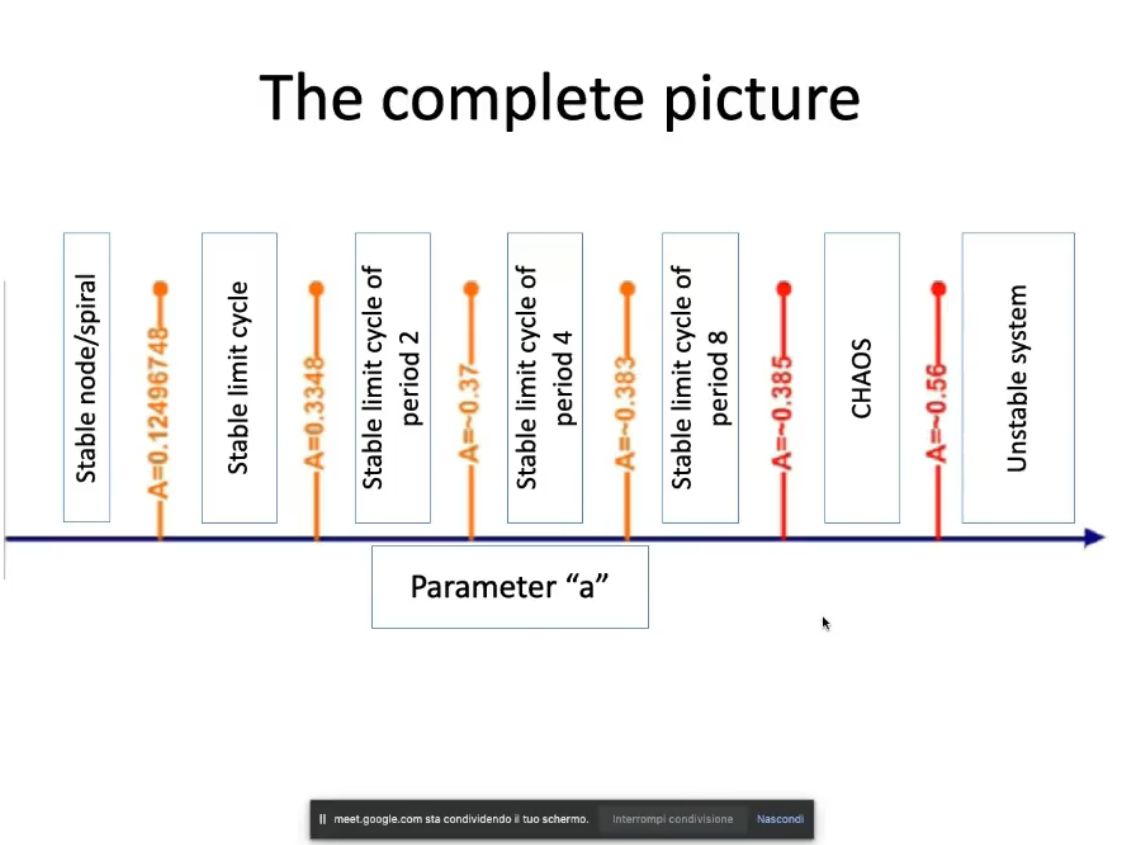 The complete picture
Stable node/spiral
A=0.12496748
Stable limit cycle
A=0.3348
Stable limit cycle of
period 2
A=~0.37
Stable limit cycle of
period 4
A=~0.383
Stable limit cycle of
period 8
A=~0.385
CHAOS
A=~0.56
Unstable system
Parameter “a”
meet.google.com sta condividendo il tuo schermo. Interrompi condivisione Nascondi